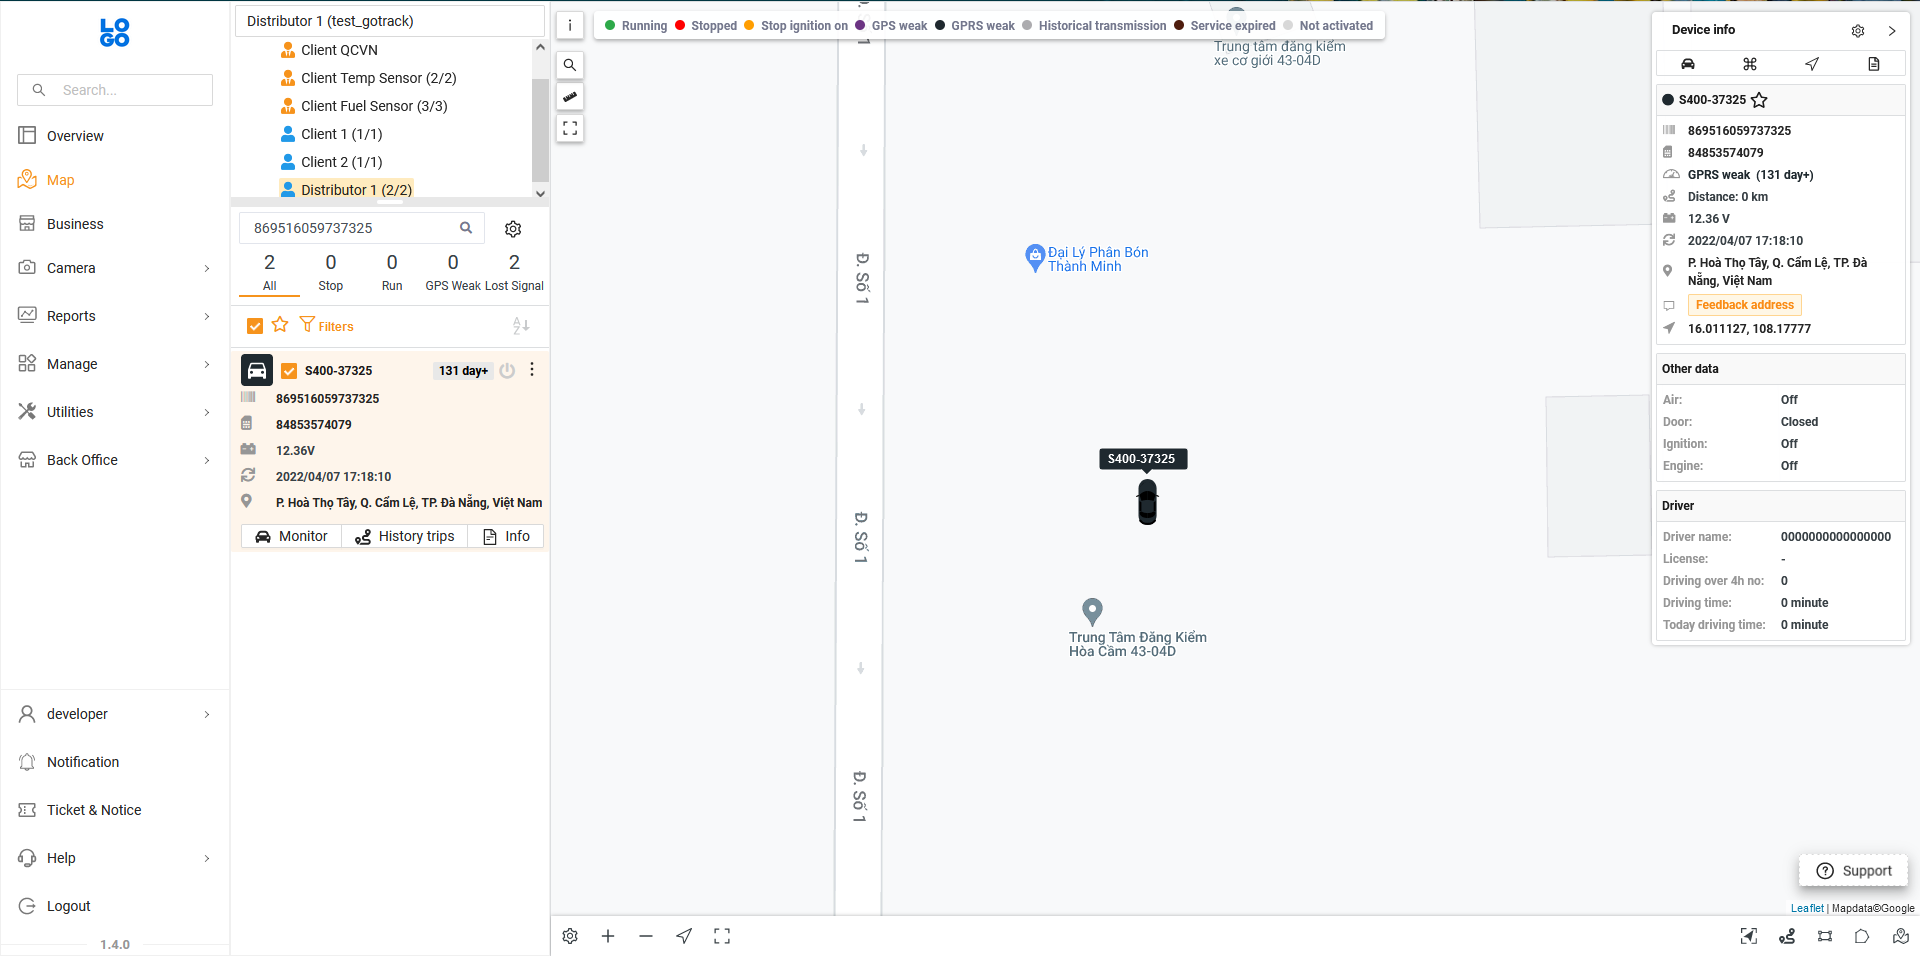 LO
GO
Search...
Overview
Map
Business
Camera
Reports
Manage
Utilities
Back Office
developer
Notification
Ticket & Notice
Help
Logout
1.4.0
Distributor 1 (test_gotrack)
Client QCVN
Client Temp Sensor (2/2)
Client Fuel Sensor (3/3)
Client 1 (1/1)
Client 2 (1/1)
Distributor 1 (2/2)
869516059737325
2 0 0 0 2
All Stop Run GPS Weak Lost Signal
Filters
S400-37325 131 day+
869516059737325
84853574079
12.36V
2022/04/07 17:18:10
P. Hoà Thọ Tây, Q. Cẩm Lệ, TP. Đà Nẵng, Việt Nam
Monitor History trips Info
Running Stopped Stop ignition on GPS weak GPRS weak Historical transmission Service expired Not activated
Trung tâm đăng kiểm
xe cơ giới 43-04D
Đại Lý Phân Bón
Thành Minh
Đ. Số 1
S400-37325
Đ. Số 1
Trung Tâm Đăng Kiểm
Hòa Cầm 43-04D
Đ. Số 1
Device info
S400-37325
869516059737325
84853574079
GPRS weak (131 day+)
Distance: 0 km
12.36 V
2022/04/07 17:18:10
P. Hoà Thọ Tây, Q. Cẩm Lệ, TP. Đà
Nẵng, Việt Nam
Feedback address
16.011127, 108.17777
Other data
Air: Off
Door: Closed
Ignition: Off
Engine: Off
Driver
Driver name: 0000000000000000
License: -
Driving over 4h no: 0
Driving time: 0 minute
Today driving time: 0 minute
Support
Leaflet | Mapdata©Google